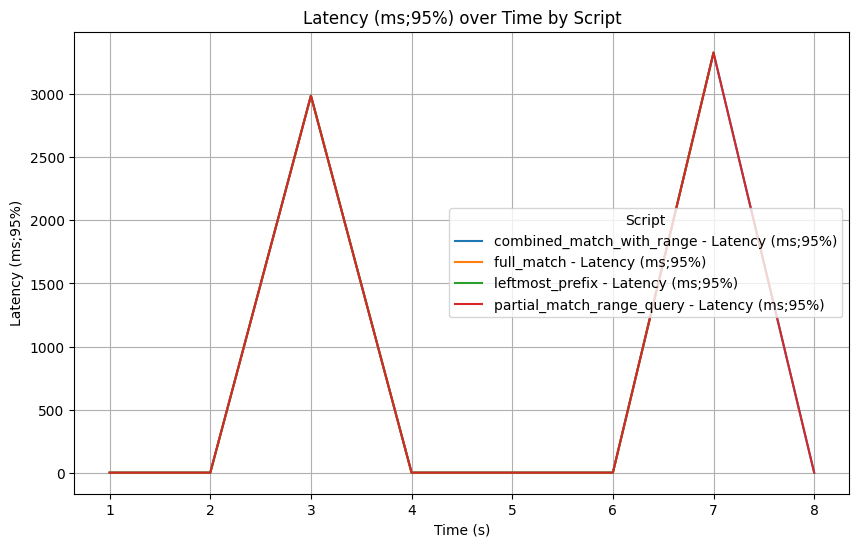 Latency (ms;95%) over Time by Script
Latency (ms;95%)
3000
2500
2000
1500
1000
500
0
Script
combined_match_with_range - Latency (ms;95%)
full_match - Latency (ms;95%)
leftmost_prefix - Latency (ms;95%)
partial_match_range_query - Latency (ms;95%)
1 2 3 4 5 6 7 8
Time (s)